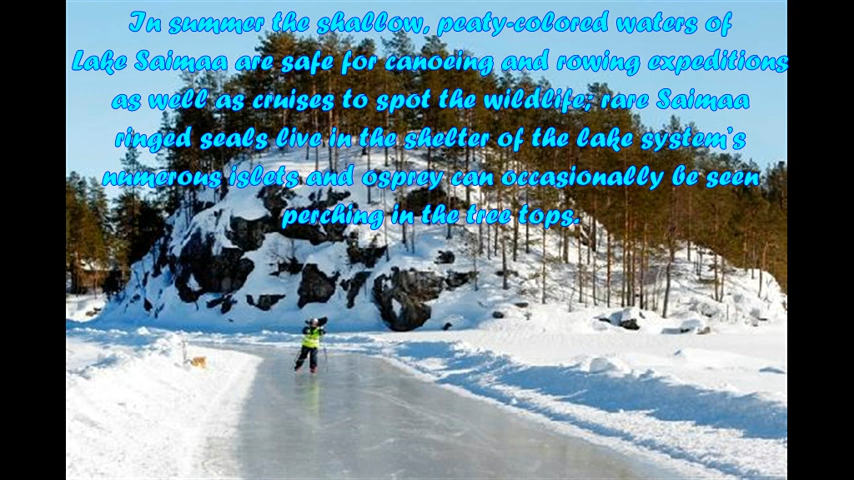 In summer the shallow, peaty-colored waters of
Lake Saimaa are safe for canoeing and rowing expeditions
as well as cruises to spot the wildlife; rare Saimaa
ringed seals live in the shelter of the lake system's
numerous islets and osprey can occasionally be seen
perching in the tree tops.